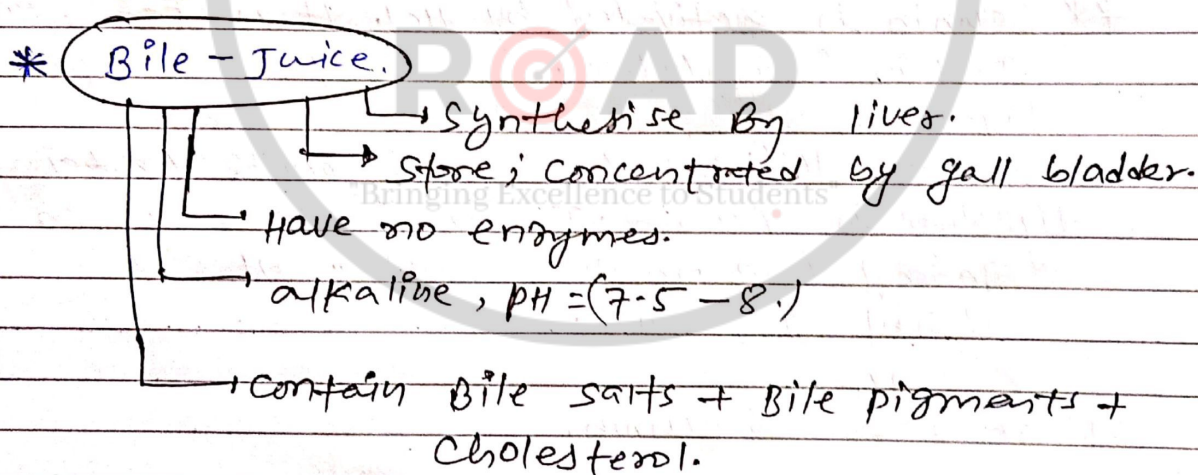 * Bile - Juice.
ROAD
Synthesise By liver.
Store; Concentrated by gall bladder.
"Bringing Excellence to Students"
Have no enzymes.
alkaline, pH = (7.5 - 8.)
Contain Bile salts + Bile pigments +
Cholesterol.